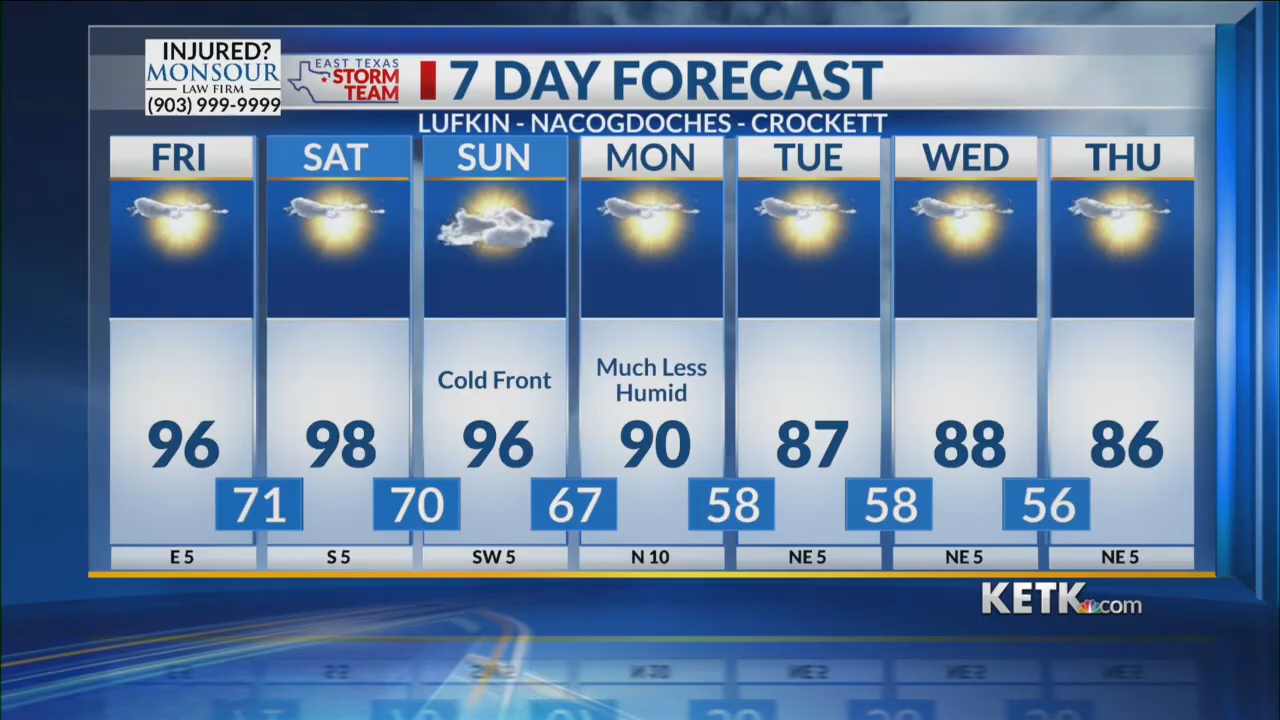 INJURED?
MONSOUR
LAW FIRM
(903) 999-9999
EAST TEXAS
STORM
TEAM
7 DAY FORECAST
LUFKIN - NACOGDOCHES - CROCKETT
FRI SAT SUN MON TUE WED THU
Cold Front
Much Less
Humid
96 98 96 90 87 88 86
71 70 67 58 58 56
E 5 S 5 SW 5 N 10 NE 5 NE 5 NE 5
KETK.com